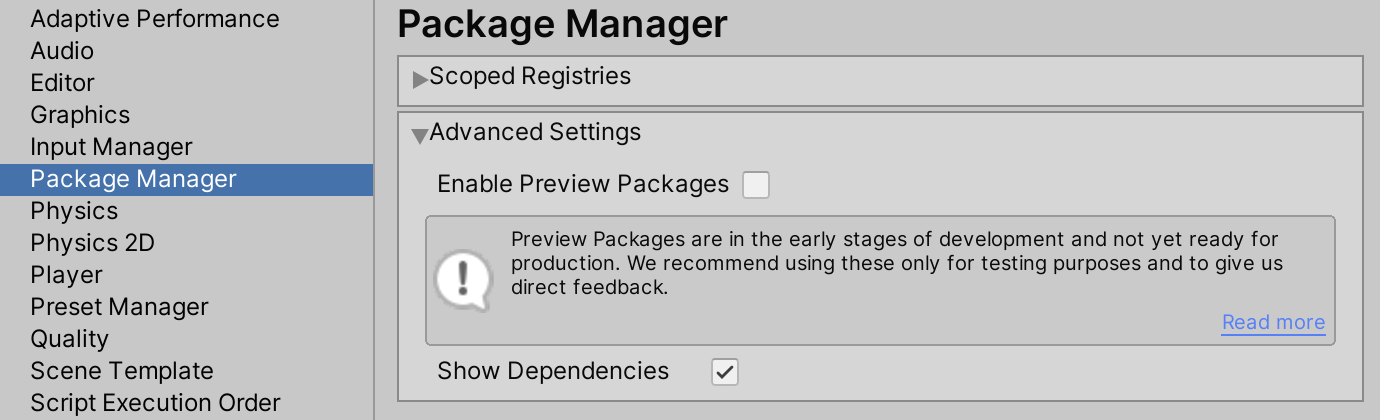 Adaptive Performance
Audio
Editor
Graphics
Input Manager
Package Manager
Physics
Physics 2D
Player
Preset Manager
Quality
Scene Template
Script Execution Order
Package Manager
Scoped Registries
Advanced Settings
Enable Preview Packages
Preview Packages are in the early stages of development and not yet ready for
production. We recommend using these only for testing purposes and to give us
direct feedback.
Read more
Show Dependencies